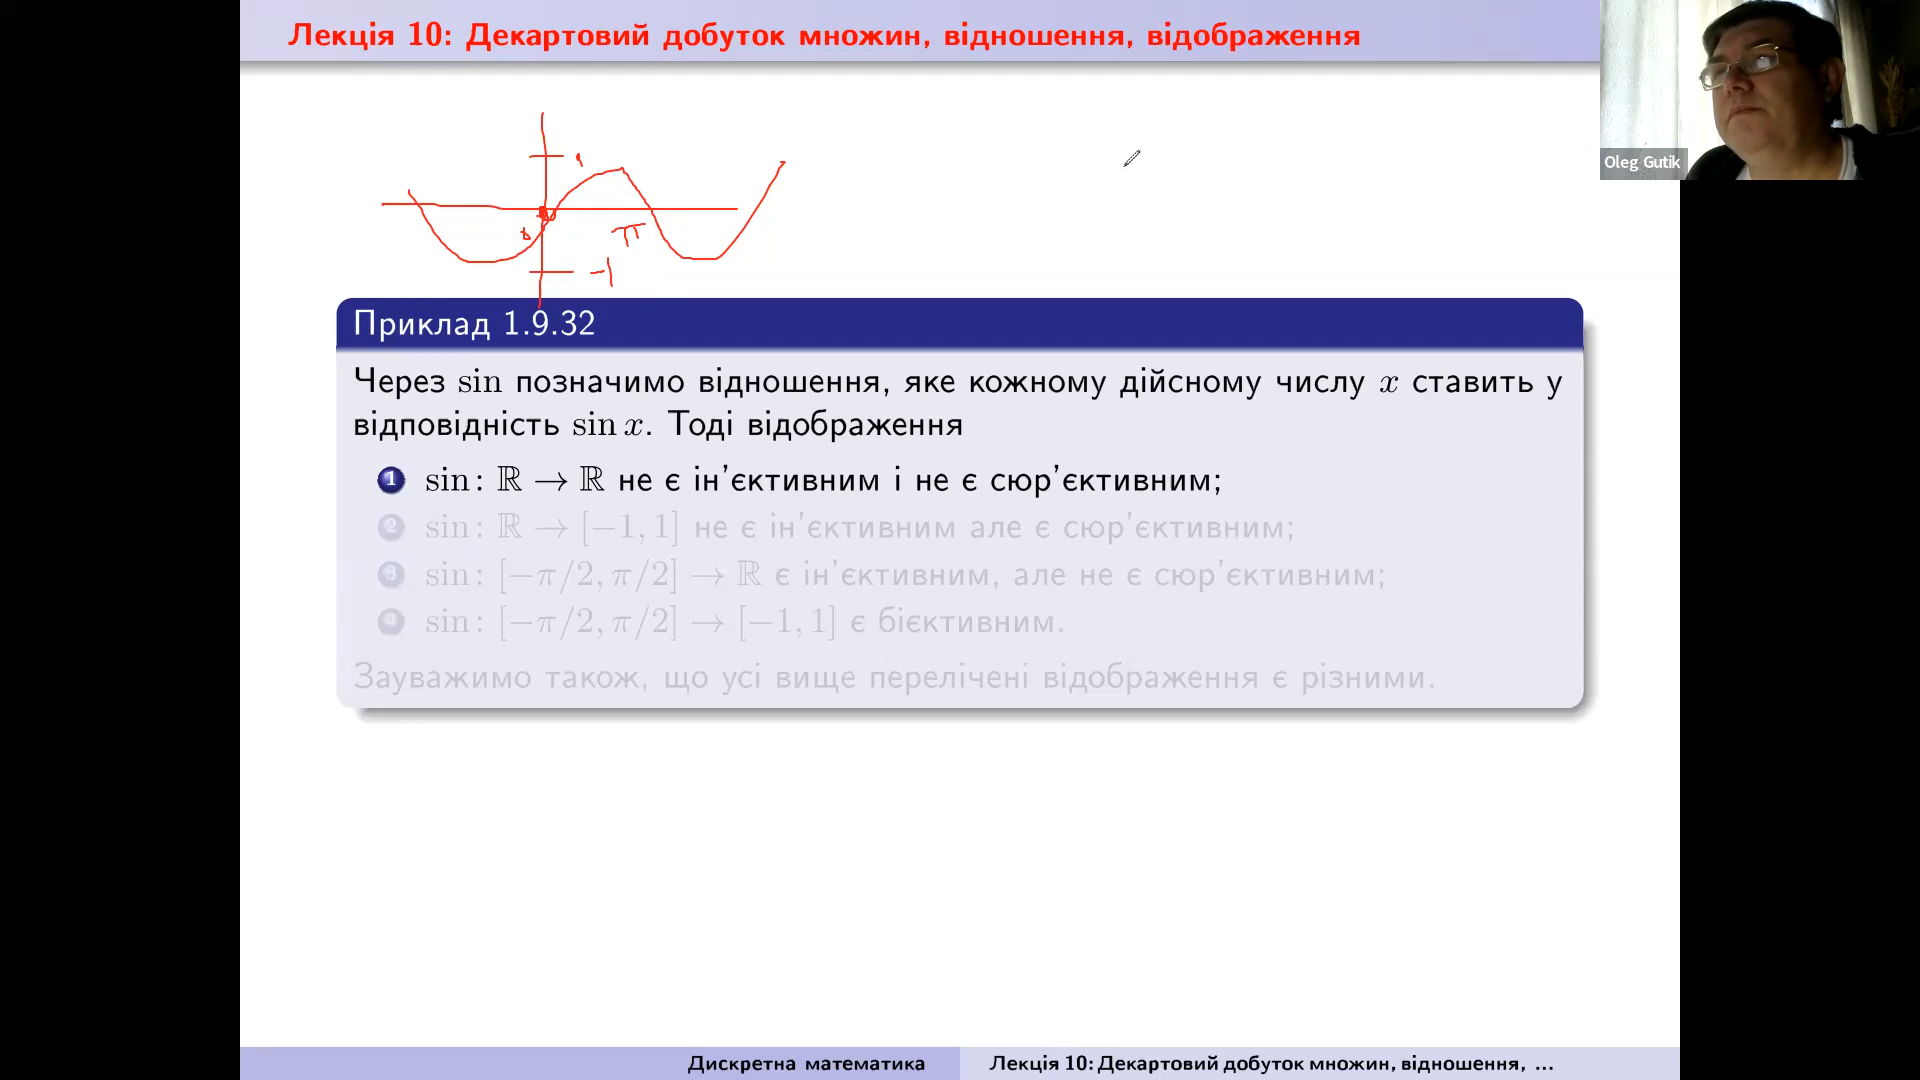 Лекція 10: Декартовий добуток множин, відношення, відображення
Oleg Gutik
1
0
π
-1
Приклад 1.9.32
Через sin позначимо відношення, яке кожному дійсному числу x ставить у
відповідність sin x. Тоді відображення
1 sin: ℝ → ℝ не є ін'єктивним і не є сюр'єктивним;
2 sin: ℝ → [−1, 1] не є ін'єктивним але є сюр'єктивним;
3 sin: [−π/2, π/2] → ℝ є ін'єктивним, але не є сюр'єктивним;
4 sin: [−π/2, π/2] → [−1, 1] є бієктивним.
Зауважимо також, що усі вище перелічені відображення є різними.
Дискретна математика
Лекція 10: Декартовий добуток множин, відношення, ...